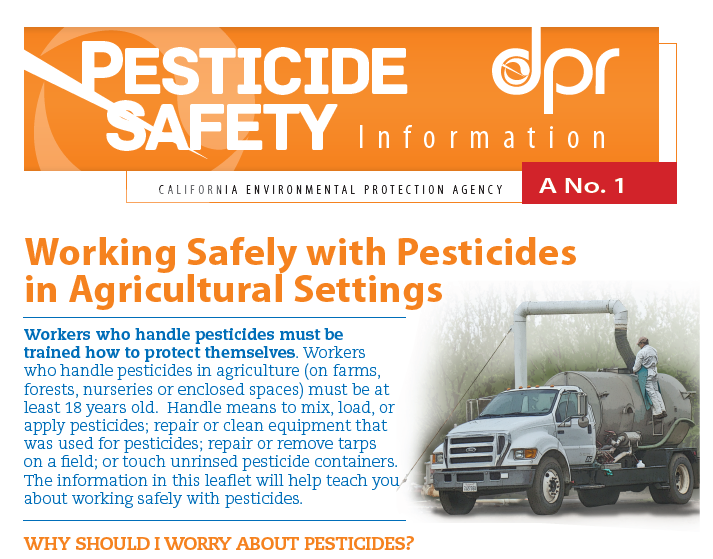 PESTICIDE
SAFETY Information
dpr
CALIFORNIA ENVIRONMENTAL PROTECTION AGENCY
A No. 1
Working Safely with Pesticides
in Agricultural Settings
Workers who handle pesticides must be
trained how to protect themselves. Workers
who handle pesticides in agriculture (on farms,
forests, nurseries or enclosed spaces) must be at
least 18 years old.  Handle means to mix, load, or
apply pesticides; repair or clean equipment that
was used for pesticides; repair or remove tarps
on a field; or touch unrinsed pesticide containers.
The information in this leaflet will help teach you
about working safely with pesticides.
WHY SHOULD I WORRY ABOUT PESTICIDES?